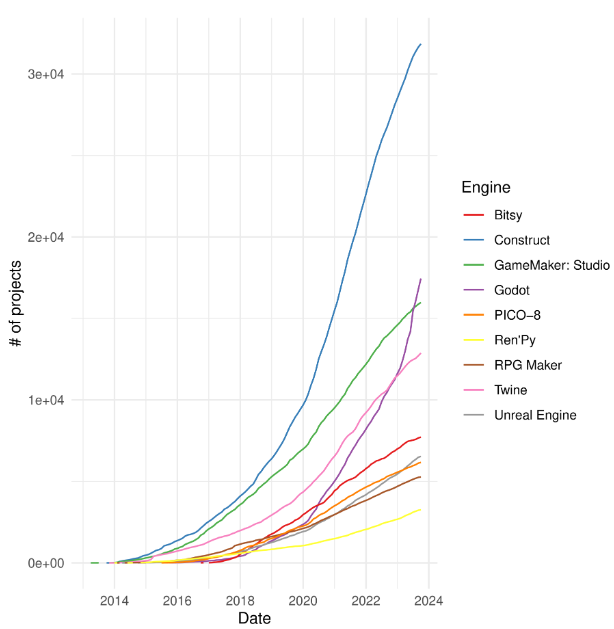 3e+04
2e+04
1e+04
0e+00
# of projects
2014 2016 2018 2020 2022 2024
Date
Engine
Bitsy
Construct
GameMaker: Studio
Godot
PICO−8
Ren'Py
RPG Maker
Twine
Unreal Engine